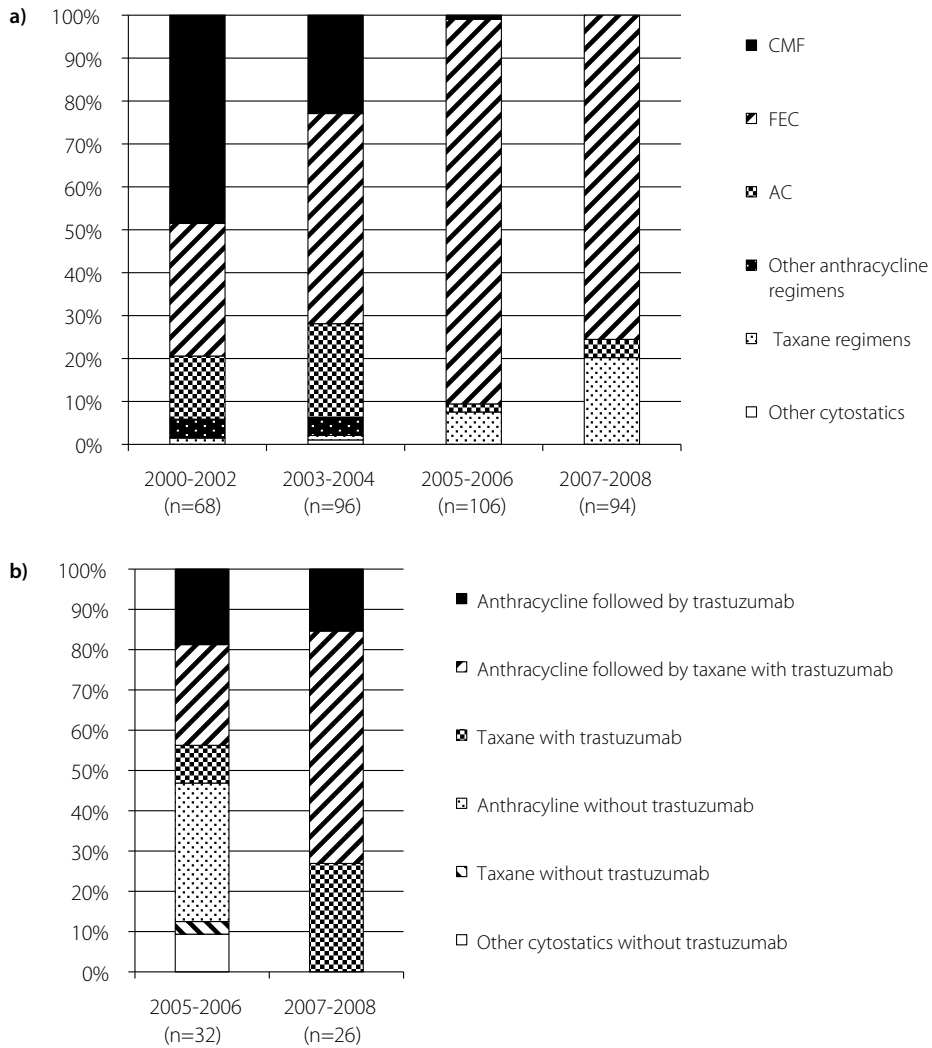 a)
100%
90%
80%
70%
60%
50%
40%
30%
20%
10%
0%
2000-2002
(n=68)
2003-2004
(n=96)
2005-2006
(n=106)
2007-2008
(n=94)
CMF
FEC
AC
Other anthracycline
regimens
Taxane regimens
Other cytostatics
b)
100%
90%
80%
70%
60%
50%
40%
30%
20%
10%
0%
2005-2006
(n=32)
2007-2008
(n=26)
Anthracycline followed by trastuzumab
Anthracycline followed by taxane with trastuzumab
Taxane with trastuzumab
Anthracyline without trastuzumab
Taxane without trastuzumab
Other cytostatics without trastuzumab